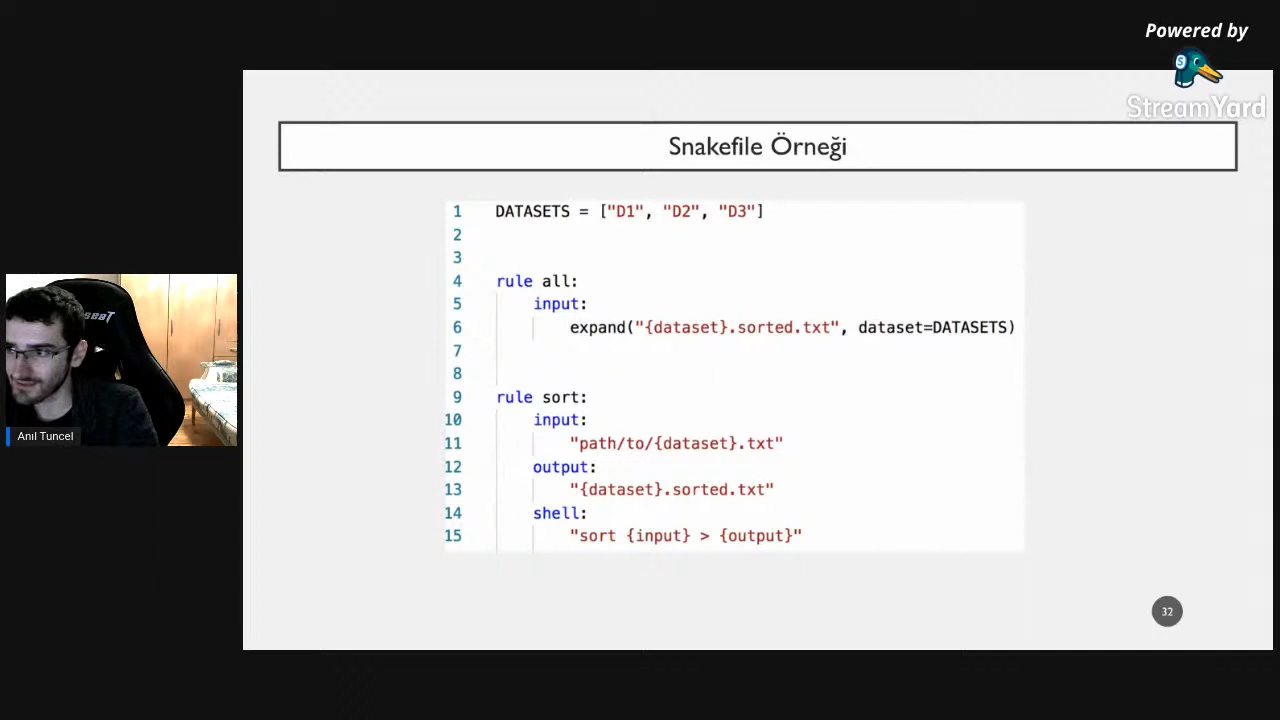 Powered by
StreamYard
Snakefile Örneği
1 DATASETS = ["D1", "D2", "D3"]
2
3
4 rule all:
5 input:
6 expand("{dataset}.sorted.txt", dataset=DATASETS)
7
8
9 rule sort:
10 input:
11 "path/to/{dataset}.txt"
12 output:
13 "{dataset}.sorted.txt"
14 shell:
15 "sort {input} > {output}"
Anıl Tuncel
32